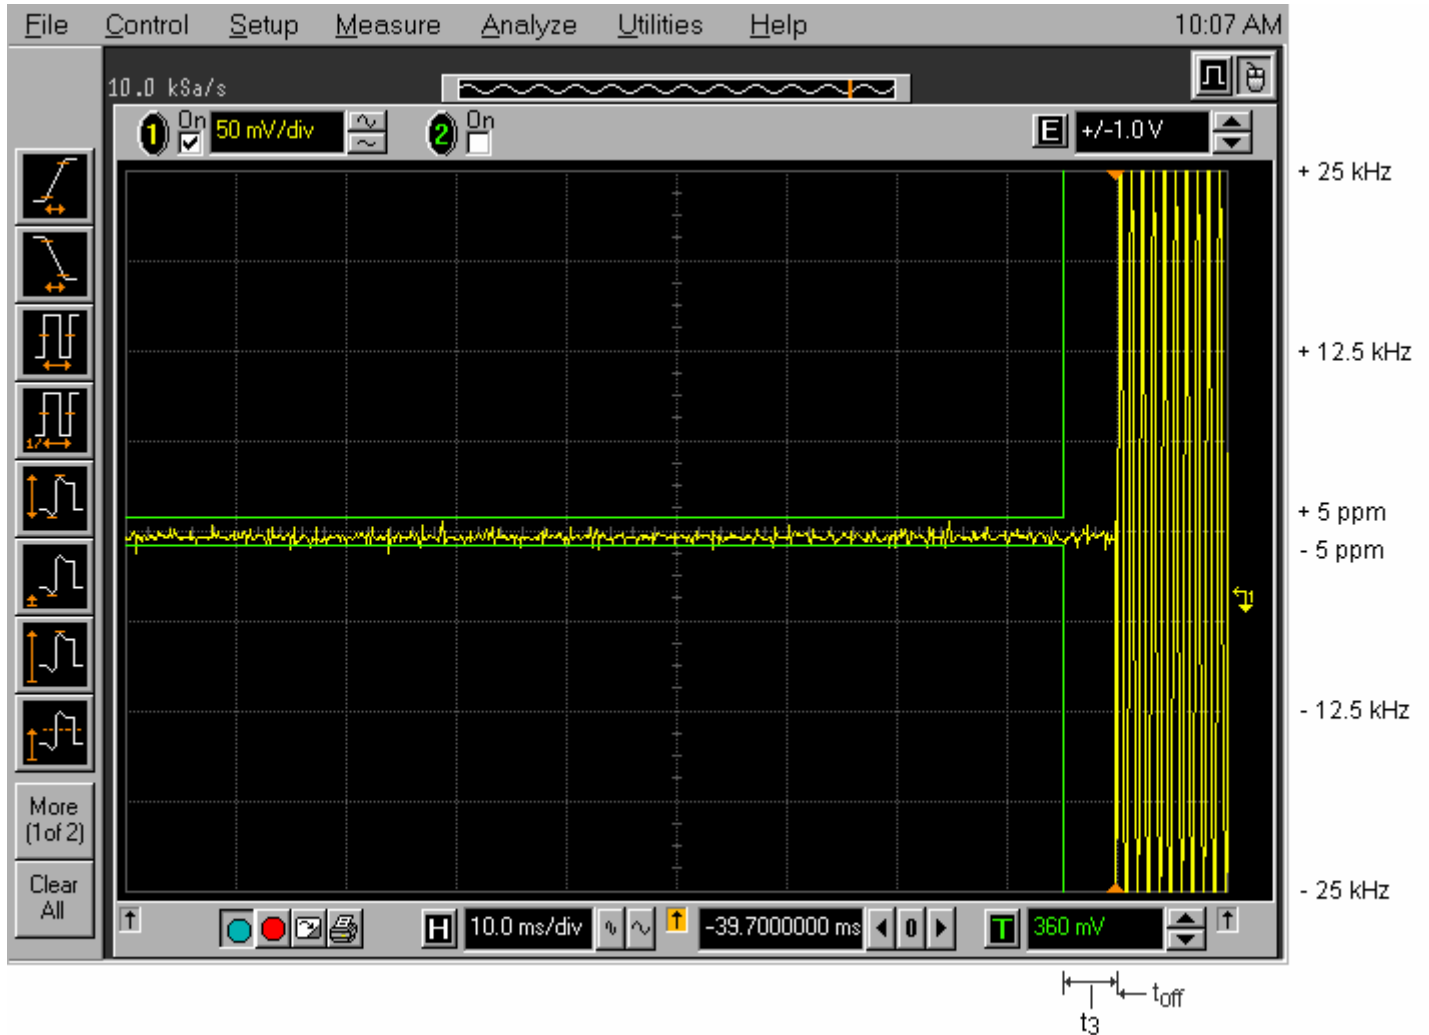 File Control Setup Measure Analyze Utilities Help 10:07 AM
10.0 kSa/s
1 On 50 mV/div 2 On E +/-1.0 V
+ 25 kHz
+ 12.5 kHz
+ 5 ppm
- 5 ppm
- 12.5 kHz
- 25 kHz
1/
More
(1of 2)
Clear
All
H 10.0 ms/div -39.7000000 ms 0 T 360 mV
t3
toff